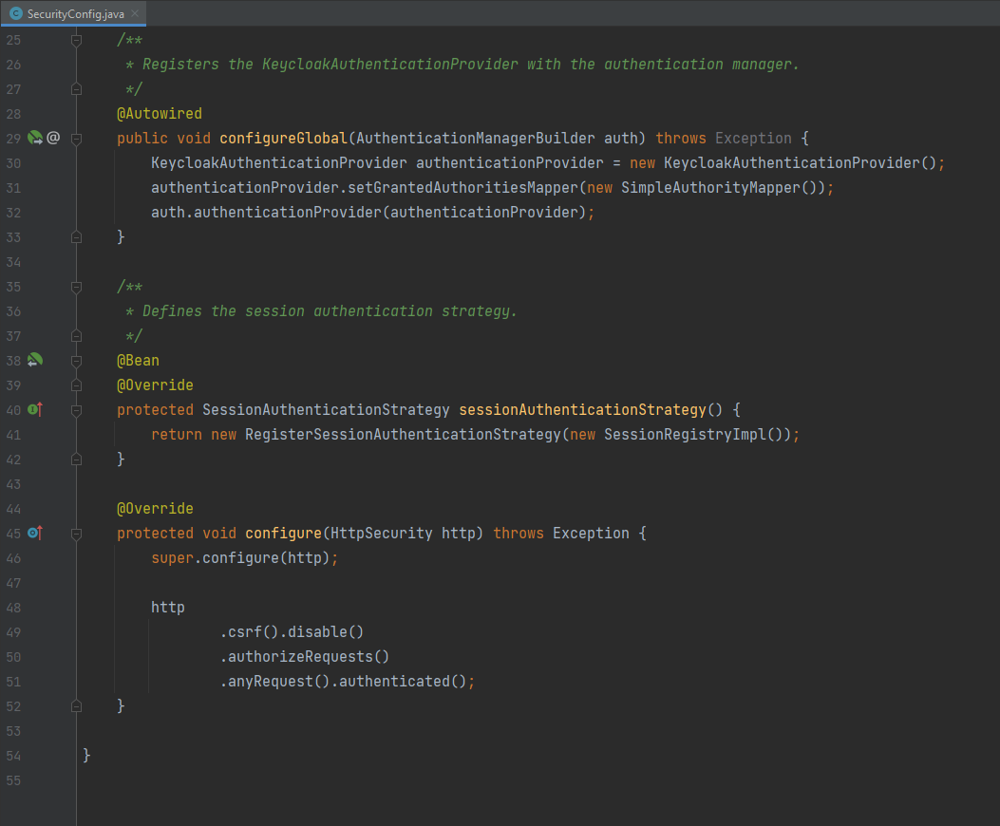 SecurityConfig.java
25 /**
26 * Registers the KeycloakAuthenticationProvider with the authentication manager.
27 */
28 @Autowired
29 @ public void configureGlobal(AuthenticationManagerBuilder auth) throws Exception {
30 KeycloakAuthenticationProvider authenticationProvider = new KeycloakAuthenticationProvider();
31 authenticationProvider.setGrantedAuthoritiesMapper(new SimpleAuthorityMapper());
32 auth.authenticationProvider(authenticationProvider);
33 }
34
35 /**
36 * Defines the session authentication strategy.
37 */
38 @Bean
39 @Override
40 protected SessionAuthenticationStrategy sessionAuthenticationStrategy() {
41 return new RegisterSessionAuthenticationStrategy(new SessionRegistryImpl());
42 }
43
44 @Override
45 protected void configure(HttpSecurity http) throws Exception {
46 super.configure(http);
47
48 http
49 .csrf().disable()
50 .authorizeRequests()
51 .anyRequest().authenticated();
52 }
53
54 }
55